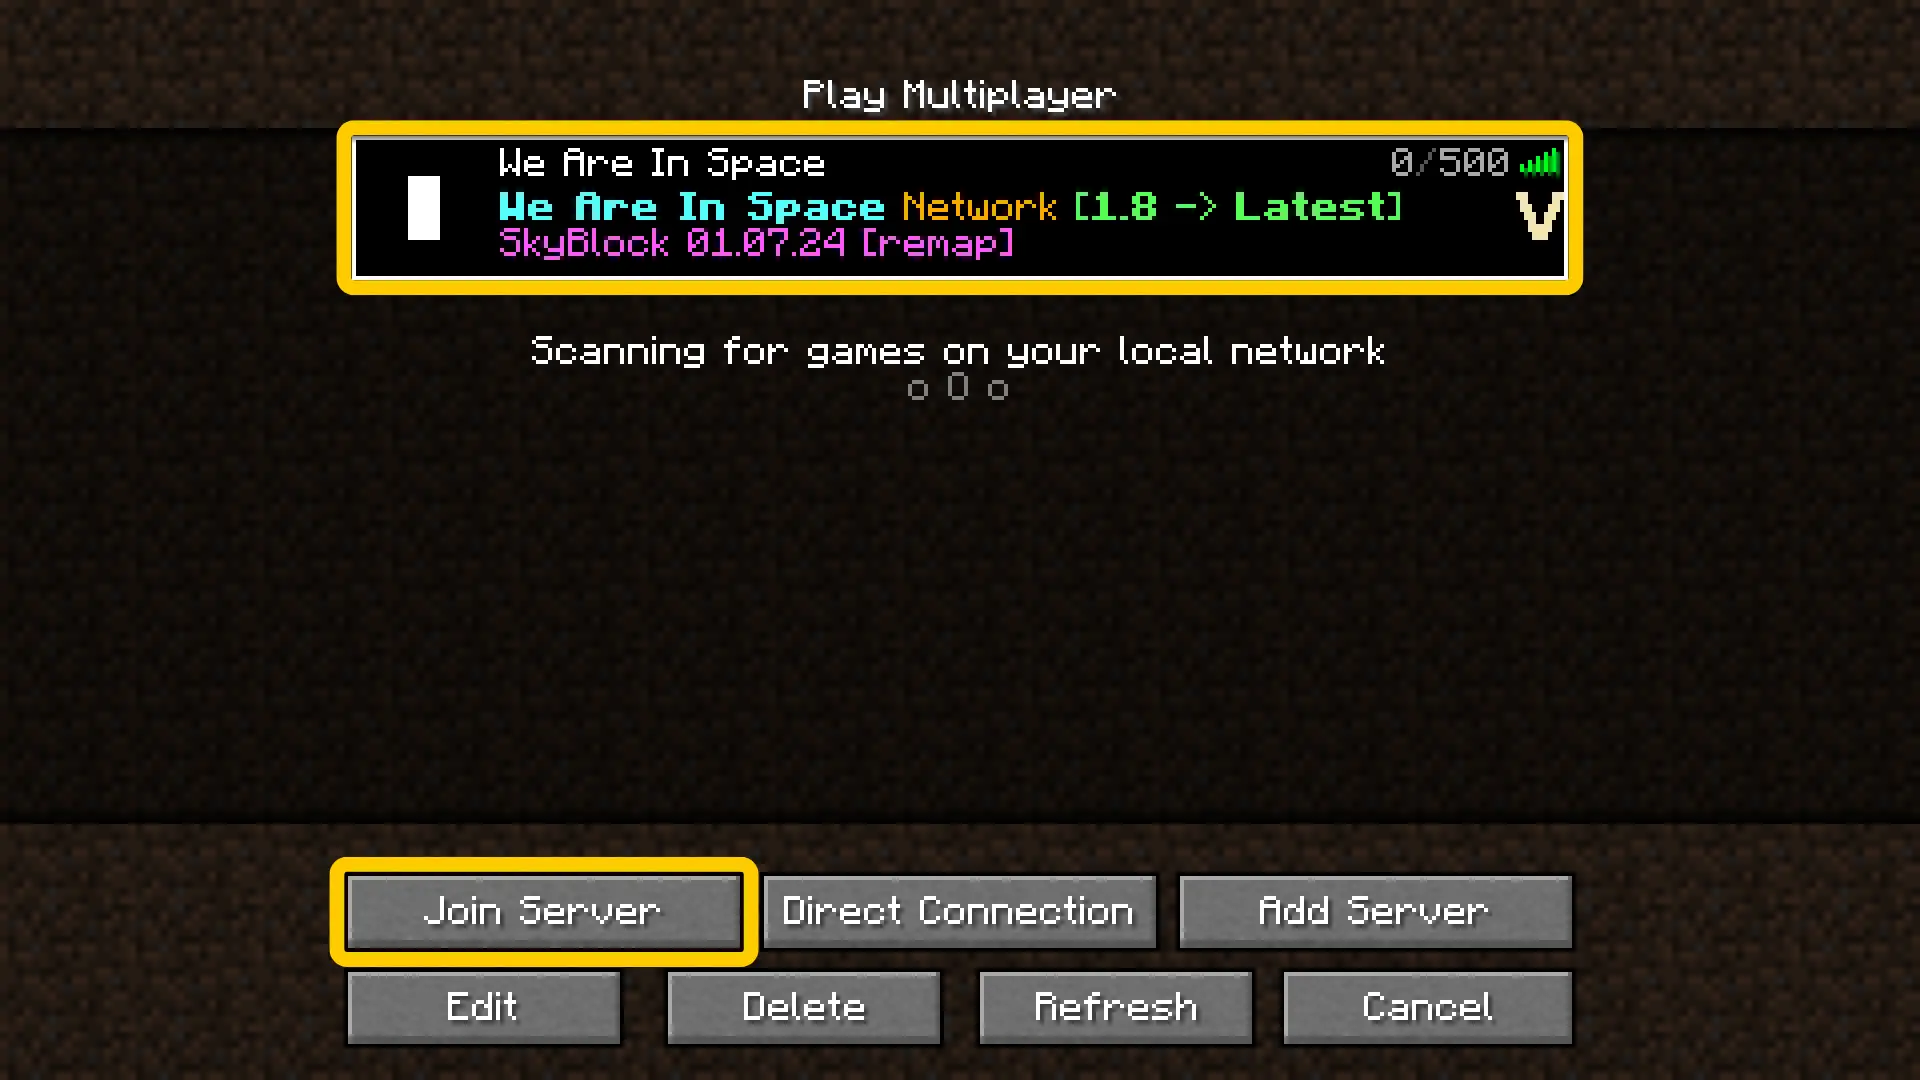 Play Multiplayer
We Are In Space 0/500
We Are In Space Network [1.8 -> Latest]
SkyBlock 01.07.24 [remap]
V
Scanning for games on your local network
o O o
Join Server Direct Connection Add Server
Edit Delete Refresh Cancel